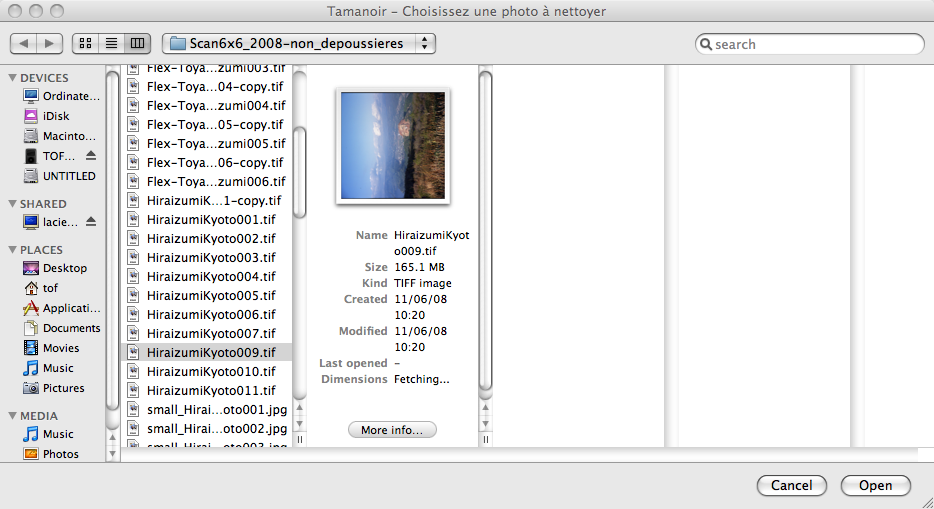 Tamanoir – Choisissez une photo à nettoyer
Scan6x6_2008-non_depoussieres
search
DEVICES
Ordinate...
iDisk
Macinto...
TOF...
UNTITLED
SHARED
lacie...
PLACES
Desktop
tof
Applicati...
Documents
Movies
Music
Pictures
MEDIA
Music
Photos
Flex-Toya...zumi003.tif
Flex-Toya...04-copy.tif
Flex-Toya...zumi004.tif
Flex-Toya...05-copy.tif
Flex-Toya...zumi005.tif
Flex-Toya...06-copy.tif
Flex-Toya...zumi006.tif
HiraizumiK...1-copy.tif
HiraizumiKyoto001.tif
HiraizumiKyoto002.tif
HiraizumiKyoto003.tif
HiraizumiKyoto004.tif
HiraizumiKyoto005.tif
HiraizumiKyoto006.tif
HiraizumiKyoto007.tif
HiraizumiKyoto009.tif
HiraizumiKyoto010.tif
HiraizumiKyoto011.tif
small_Hirai...oto001.jpg
small_Hirai...oto002.jpg
small_Hirai...oto003.jpg
Name HiraizumiKyot
o009.tif
Size 165.1 MB
Kind TIFF image
Created 11/06/08
10:20
Modified 11/06/08
10:20
Last opened –
Dimensions Fetching...
More info...
Cancel
Open